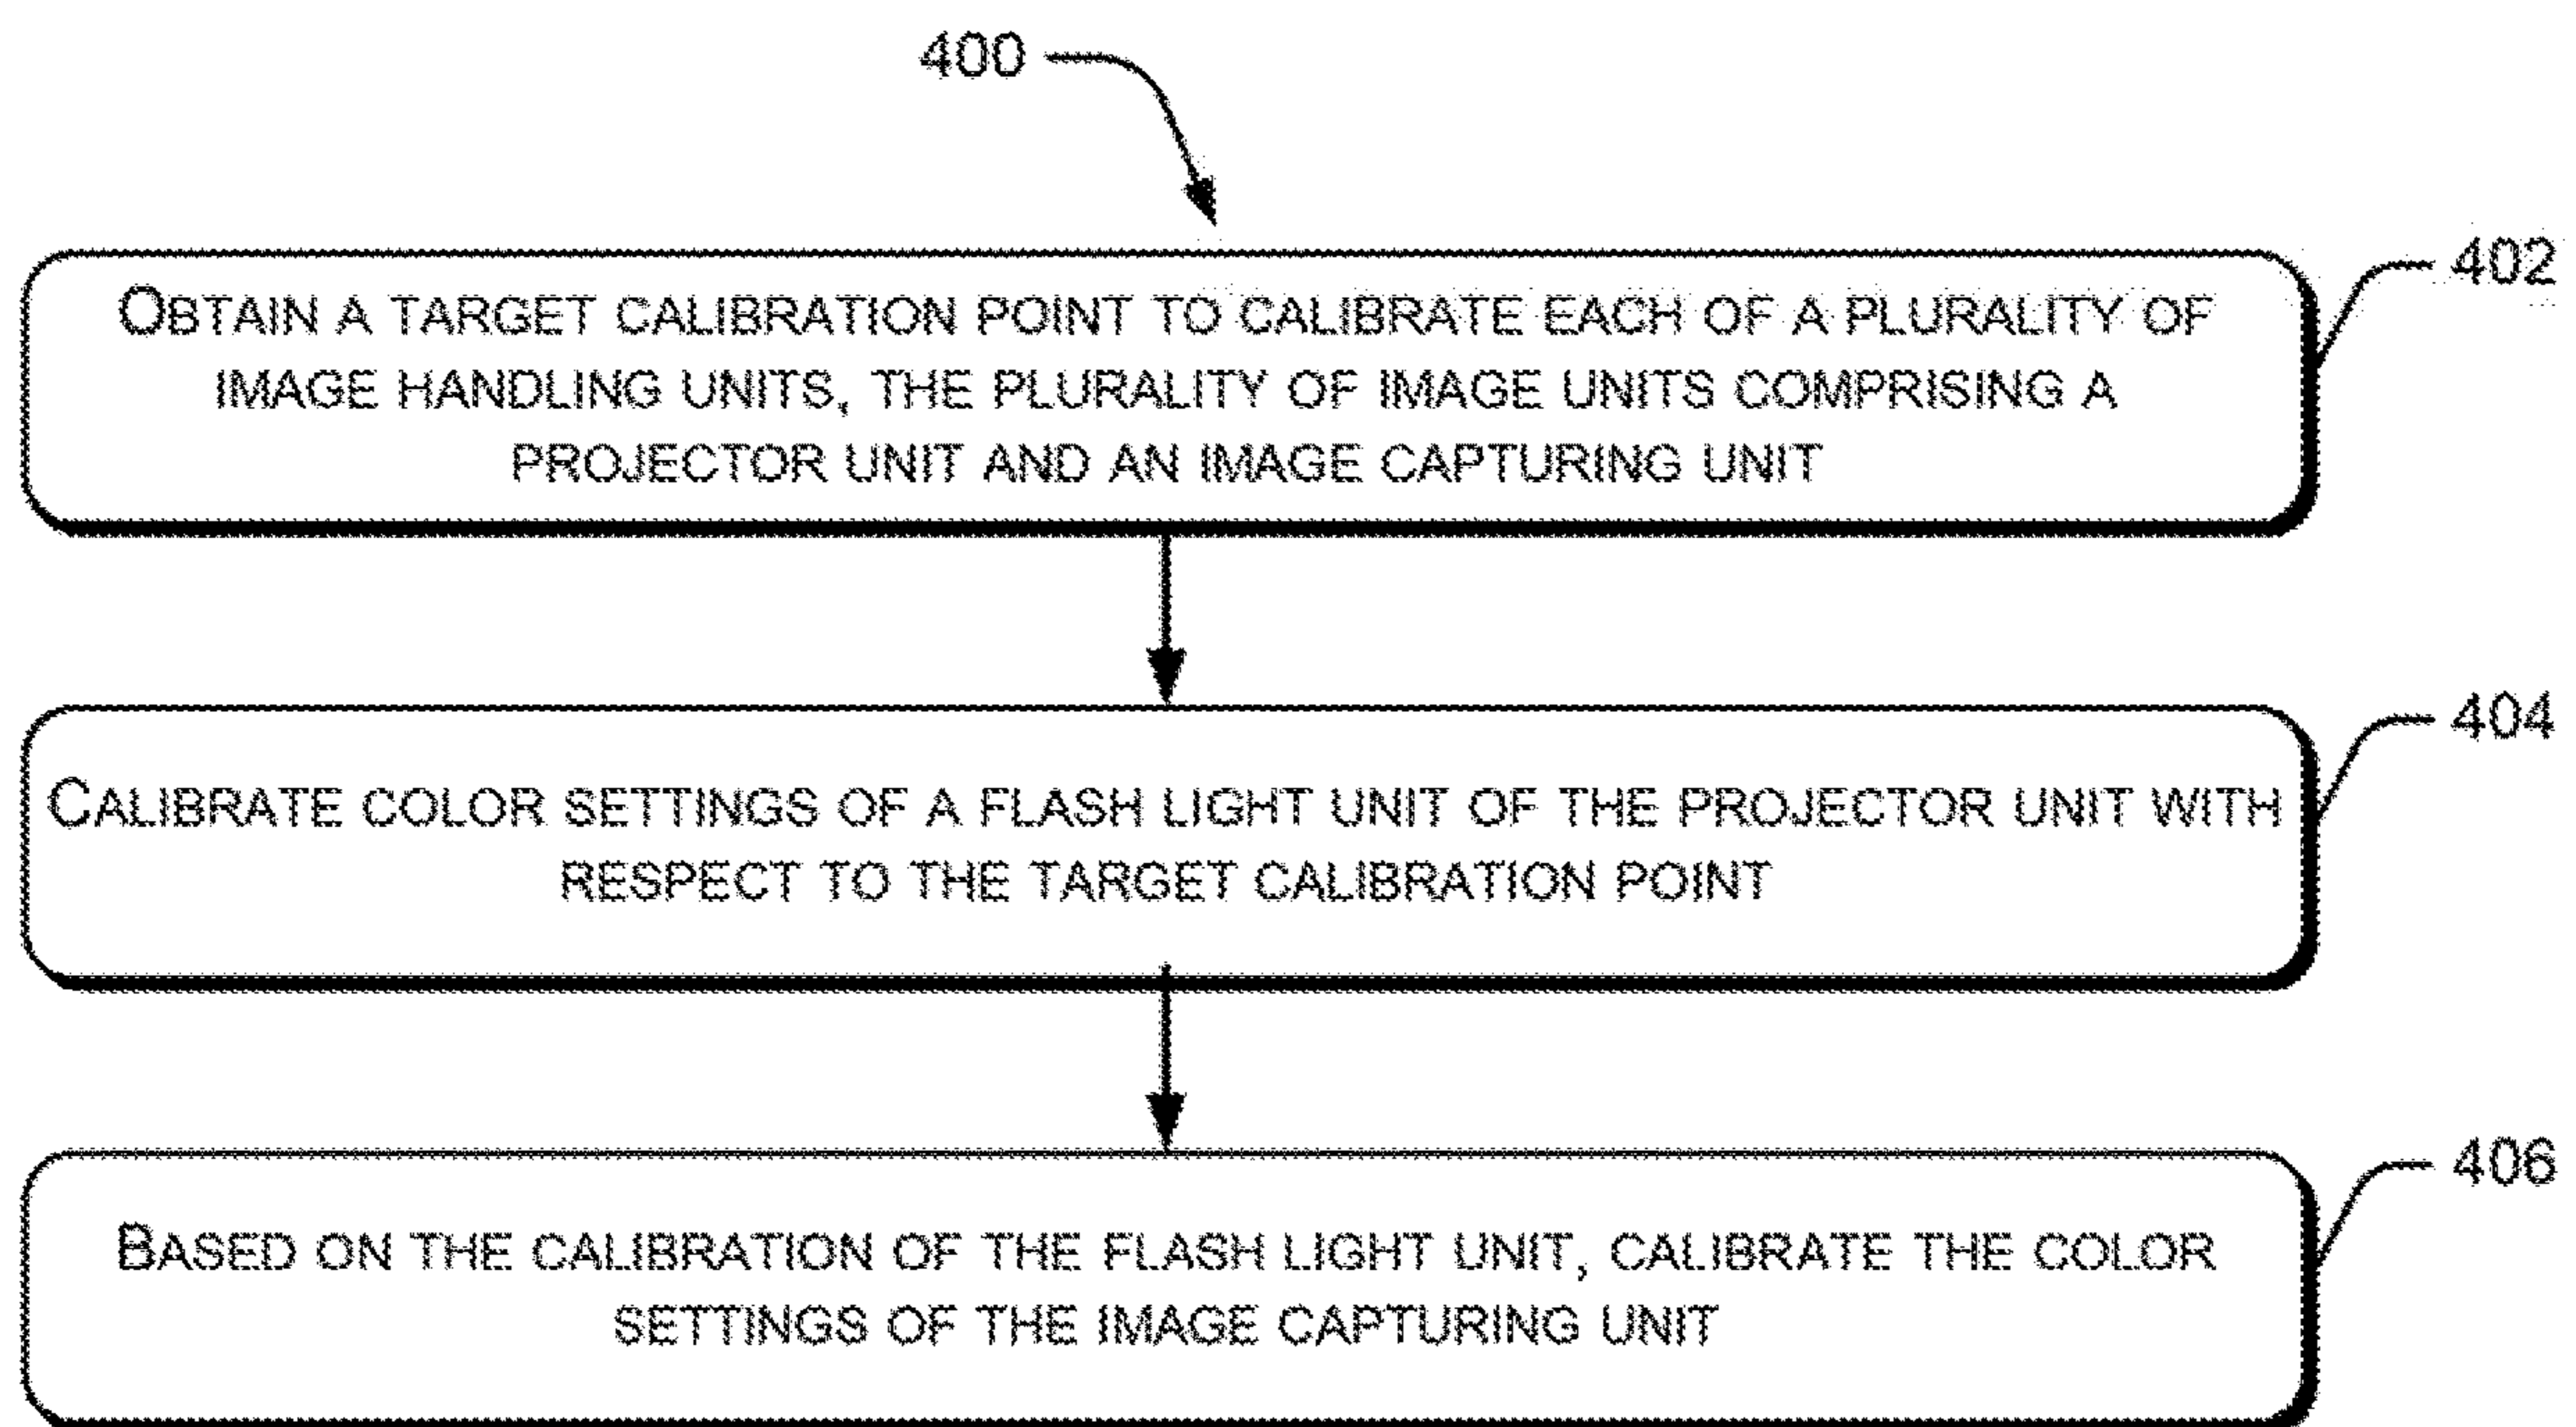 400
402
OBTAIN A TARGET CALIBRATION POINT TO CALIBRATE EACH OF A PLURALITY OF
IMAGE HANDLING UNITS, THE PLURALITY OF IMAGE UNITS COMPRISING A
PROJECTOR UNIT AND AN IMAGE CAPTURING UNIT
404
CALIBRATE COLOR SETTINGS OF A FLASH LIGHT UNIT OF THE PROJECTOR UNIT WITH
RESPECT TO THE TARGET CALIBRATION POINT
406
BASED ON THE CALIBRATION OF THE FLASH LIGHT UNIT, CALIBRATE THE COLOR
SETTINGS OF THE IMAGE CAPTURING UNIT